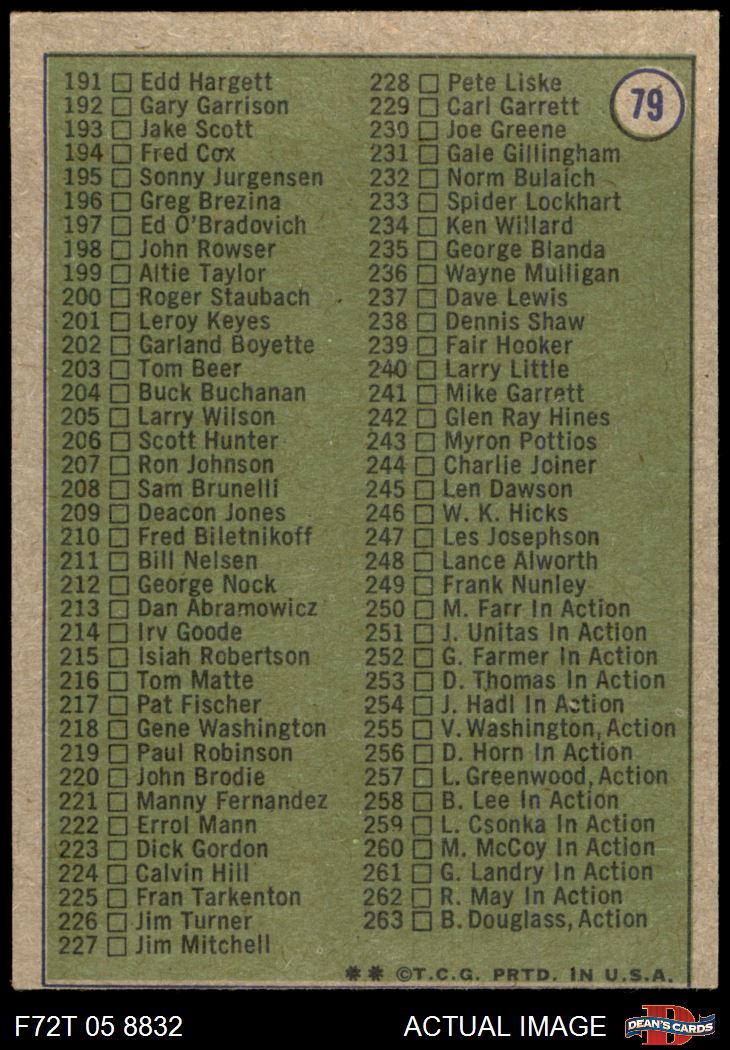 79
191 Edd Hargett
192 Gary Garrison
193 Jake Scott
194 Fred Cox
195 Sonny Jurgensen
196 Greg Brezina
197 Ed O'Bradovich
198 John Rowser
199 Altie Taylor
200 Roger Staubach
201 Leroy Keyes
202 Garland Boyette
203 Tom Beer
204 Buck Buchanan
205 Larry Wilson
206 Scott Hunter
207 Ron Johnson
208 Sam Brunelli
209 Deacon Jones
210 Fred Biletnikoff
211 Bill Nelsen
212 George Nock
213 Dan Abramowicz
214 Irv Goode
215 Isiah Robertson
216 Tom Matte
217 Pat Fischer
218 Gene Washington
219 Paul Robinson
220 John Brodie
221 Manny Fernandez
222 Errol Mann
223 Dick Gordon
224 Calvin Hill
225 Fran Tarkenton
226 Jim Turner
227 Jim Mitchell
228 Pete Liske
229 Carl Garrett
230 Joe Greene
231 Gale Gillingham
232 Norm Bulaich
233 Spider Lockhart
234 Ken Willard
235 George Blanda
236 Wayne Mulligan
237 Dave Lewis
238 Dennis Shaw
239 Fair Hooker
240 Larry Little
241 Mike Garrett
242 Glen Ray Hines
243 Myron Pottios
244 Charlie Joiner
245 Len Dawson
246 W. K. Hicks
247 Les Josephson
248 Lance Alworth
249 Frank Nunley
250 M. Farr In Action
251 J. Unitas In Action
252 G. Farmer In Action
253 D. Thomas In Action
254 J. Hadl In Action
255 V. Washington, Action
256 D. Horn In Action
257 L. Greenwood, Action
258 B. Lee In Action
259 L. Csonka In Action
260 M. McCoy In Action
261 G. Landry In Action
262 R. May In Action
263 B. Douglass, Action
** ©T.C.G. PRTD. IN U.S.A.
F72T 05 8832
ACTUAL IMAGE
D
DEAN'S CARDS